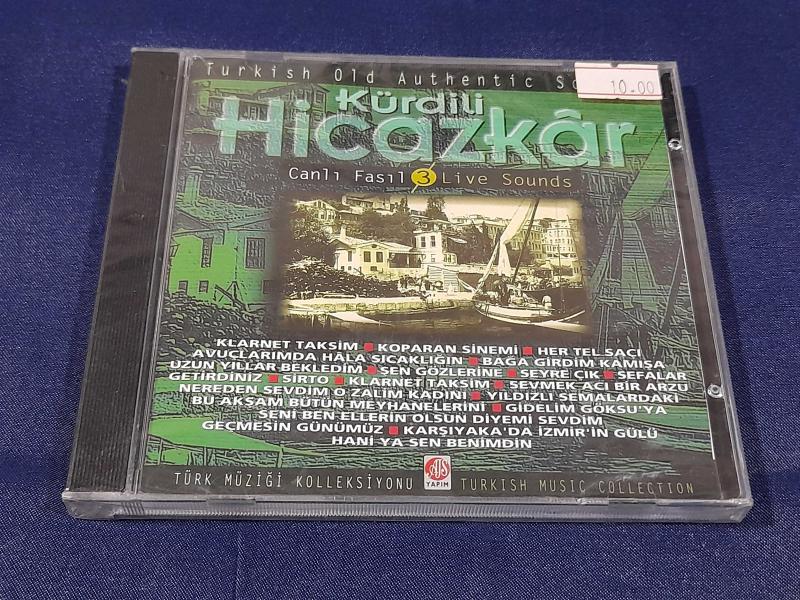 Turkish Old Authentic
10.00
Kürdili
Hicazkâr
Canlı Fasıl 3 Live Sounds
KLARNET TAKSİM ■ KOPARAN SİNEMİ ■ HER TEL SAÇI
AVUÇLARIMDA HÂLA SICAKLIĞIN ■ BAĞA GİRDİM KAMIŞA
UZUN YILLAR BEKLEDİM ■ ŞEN GÖZLERİNE ■ SEYRE ÇIK ■ SEFALAR
GETİRDİNİZ ■ SİRTO ■ KLARNET TAKSİM ■ SEVMEK ACI BİR ARZU
NEREDEN SEVDİM O ZALİM KADINI ■ YILDIZLI SEMALARDAKİ
BU AKŞAM BÜTÜN MEYHANELERİNİ ■ GİDELİM GÖKSU'YA
SENİ BEN ELLERİN OLSUN DİYEMİ SEVDİM
GEÇMESİN GÜNÜMÜZ ■ KARŞIYAKA'DA İZMİR'İN GÜLÜ
HANİ YA SEN BENİMDİN
TÜRK MÜZİĞİ KOLLEKSİYONU ATS YAPIM TURKISH MUSIC COLLECTION